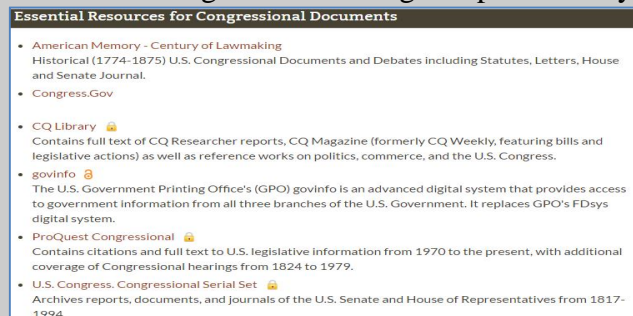 Essential Resources for Congressional Documents
American Memory - Century of Lawmaking
Historical (1774-1875) U.S. Congressional Documents and Debates including Statutes, Letters, House
and Senate Journal.
Congress.Gov
CQ Library
Contains full text of CQ Researcher reports, CQ Magazine (formerly CQ Weekly, featuring bills and
legislative actions) as well as reference works on politics, commerce, and the U.S. Congress.
govinfo
The U.S. Government Printing Office's (GPO) govinfo is an advanced digital system that provides access
to government information from all three branches of the U.S. Government. It replaces GPO's FDsys
digital system.
ProQuest Congressional
Contains citations and full text to U.S. legislative information from 1970 to the present, with additional
coverage of Congressional hearings from 1824 to 1979.
U.S. Congress. Congressional Serial Set
Archives reports, documents, and journals of the U.S. Senate and House of Representatives from 1817-
1994